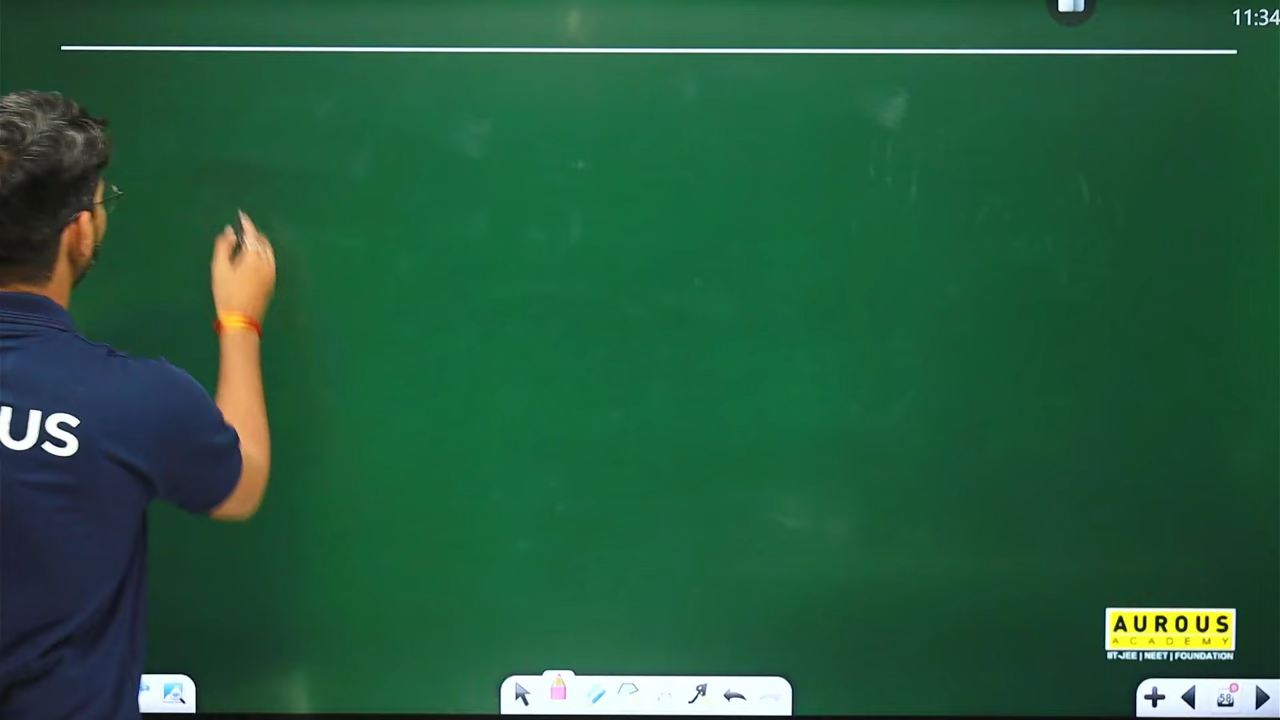 11:34
US
AUROUS
ACADEMY
IIT-JEE | NEET | FOUNDATION
58